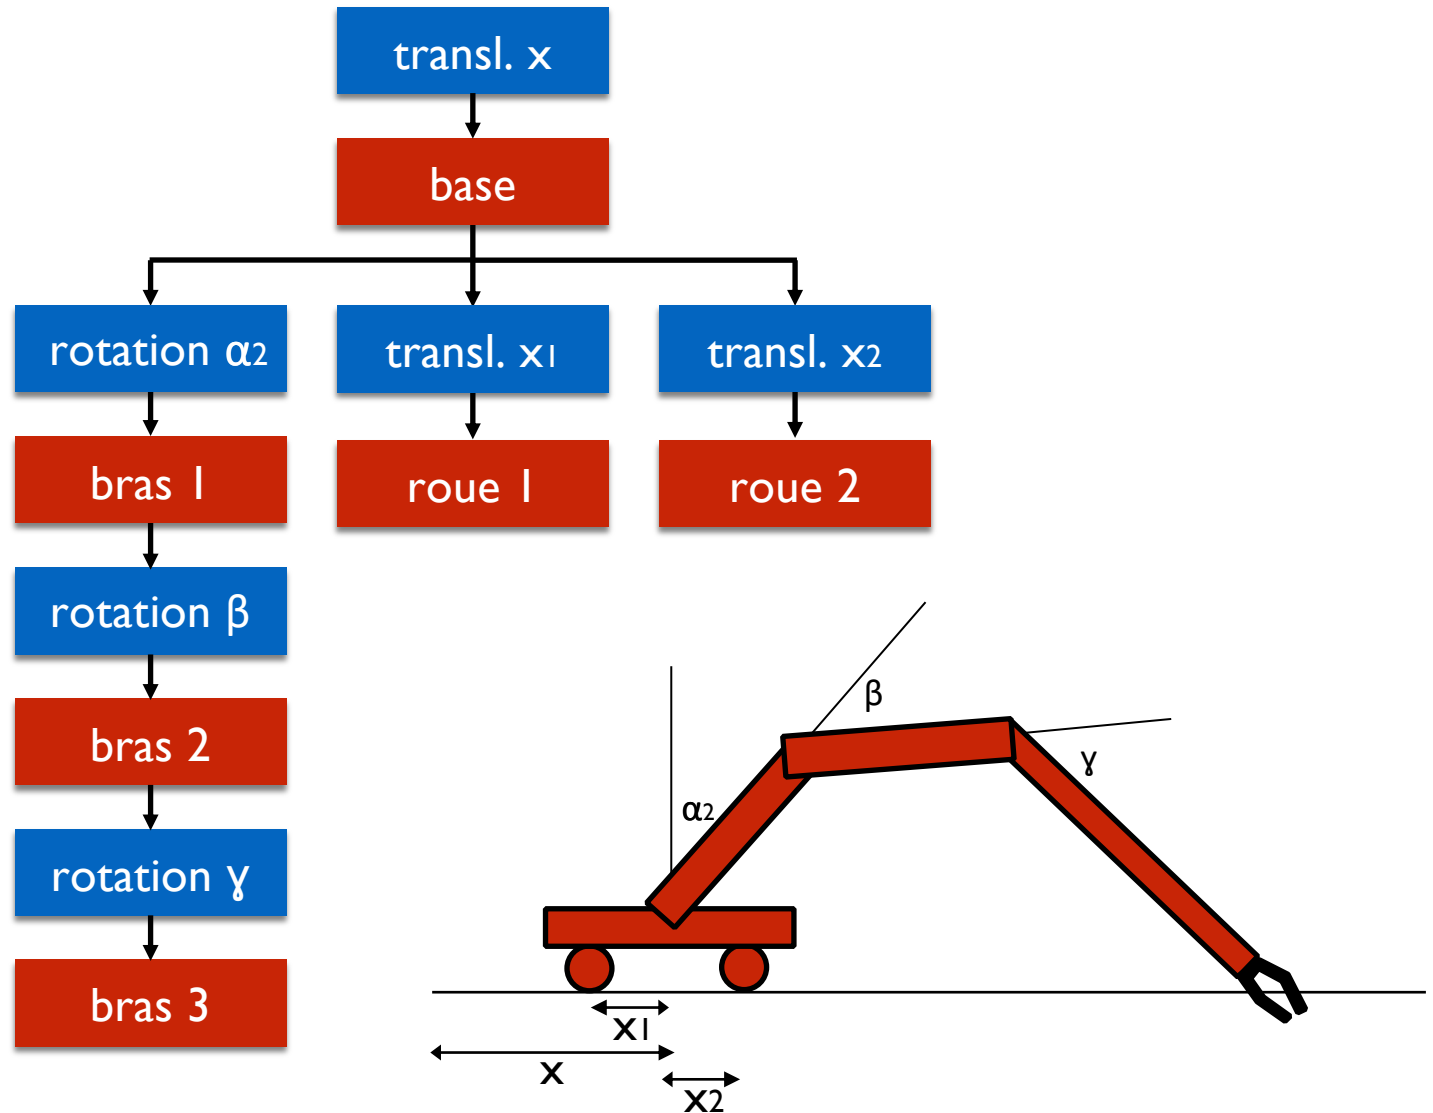 transl. x
base
rotation α2
transl. x1
transl. x2
bras 1
roue 1
roue 2
rotation β
bras 2
rotation ɣ
bras 3
β
ɣ
α2
x1
x
x2